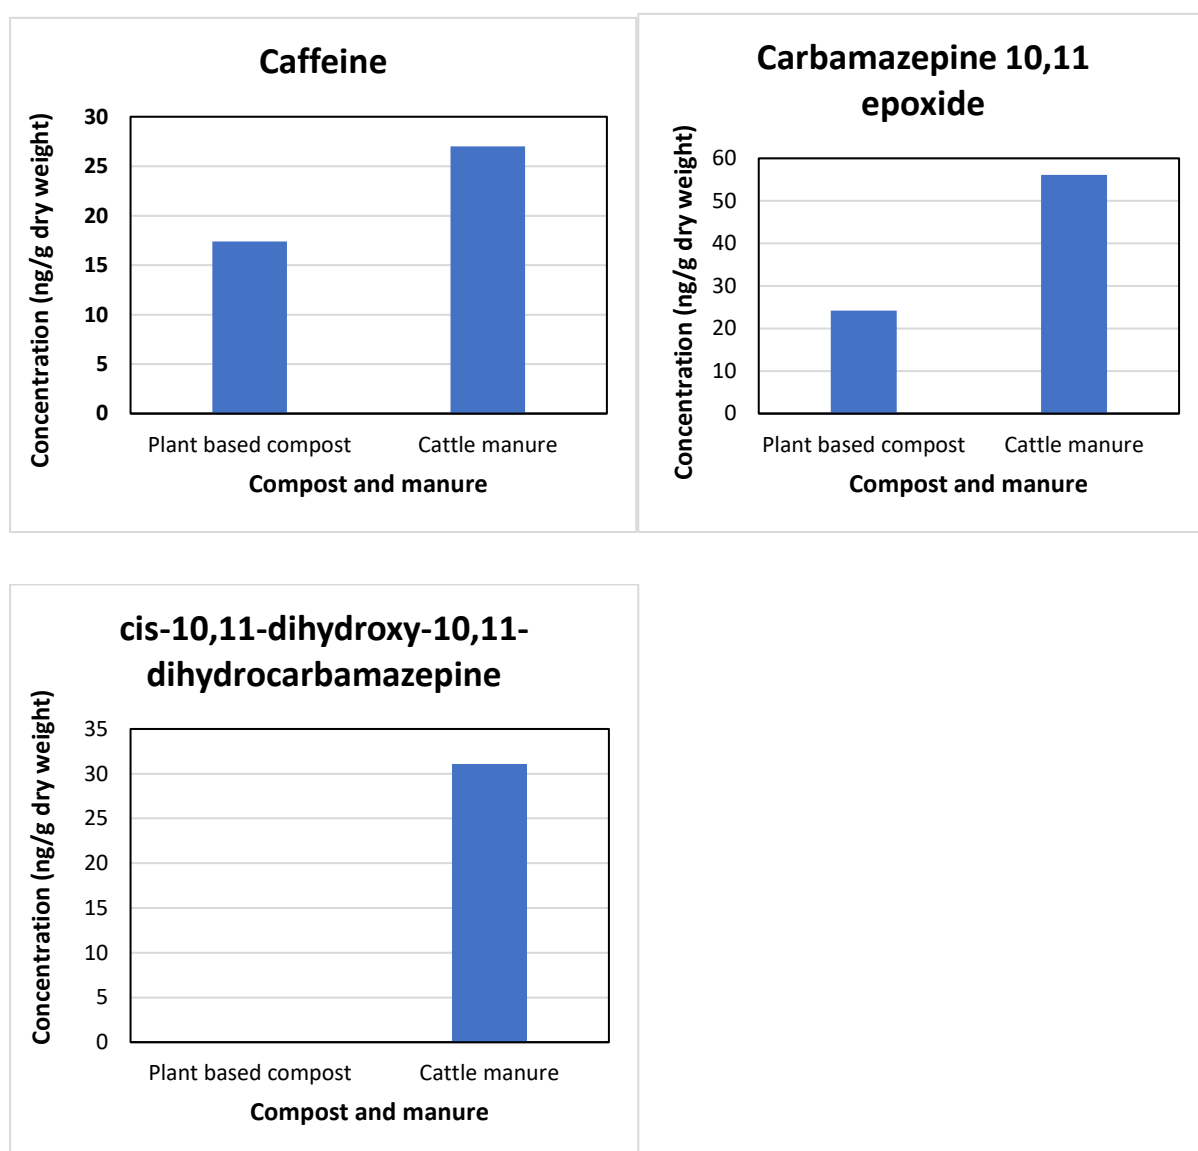 Caffeine
Concentration (ng/g dry weight)
30
25
20
15
10
5
0
Plant based compost Cattle manure
Compost and manure
Carbamazepine 10,11
epoxide
Concentration (ng/g dry weight)
60
50
40
30
20
10
0
Plant based compost Cattle manure
Compost and manure
cis-10,11-dihydroxy-10,11-
dihydrocarbamazepine
Concentration (ng/g dry weight)
35
30
25
20
15
10
5
0
Plant based compost Cattle manure
Compost and manure